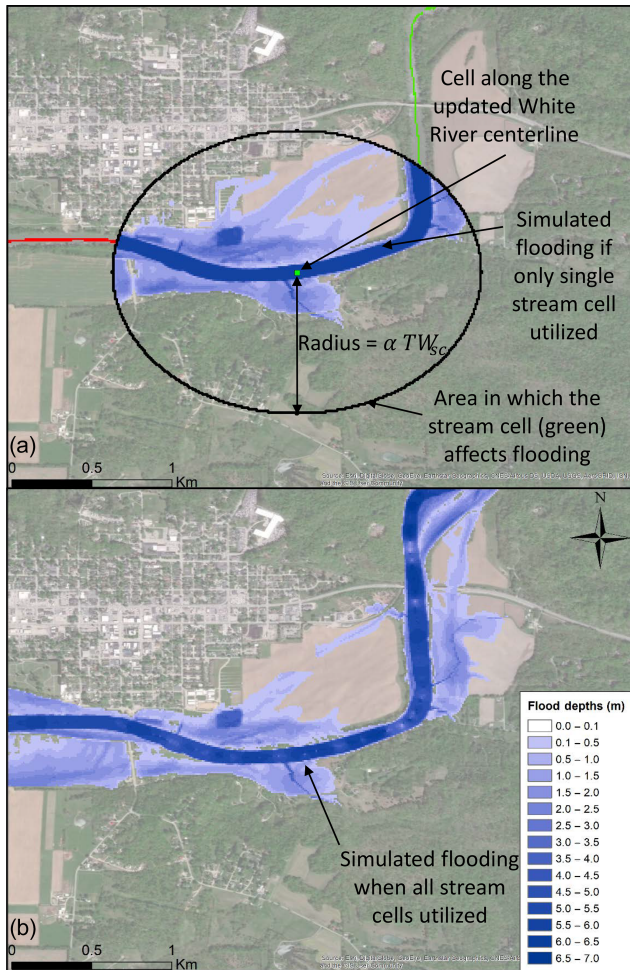 Cell along the
updated White
River centerline
Simulated
flooding if
only single
stream cell
utilized
Radius = α TWsc
Area in which the
stream cell (green)
affects flooding
(a)
0 0.5 1
Km
N
Flood depths (m)
0.0 – 0.1
0.1 – 0.5
0.5 – 1.0
1.0 – 1.5
1.5 – 2.0
2.0 – 2.5
2.5 – 3.0
3.0 – 3.5
3.5 – 4.0
4.0 – 4.5
4.5 – 5.0
5.0 – 5.5
5.5 – 6.0
6.0 – 6.5
6.5 – 7.0
Simulated flooding
when all stream
cells utilized
(b)
0 0.5 1
Km